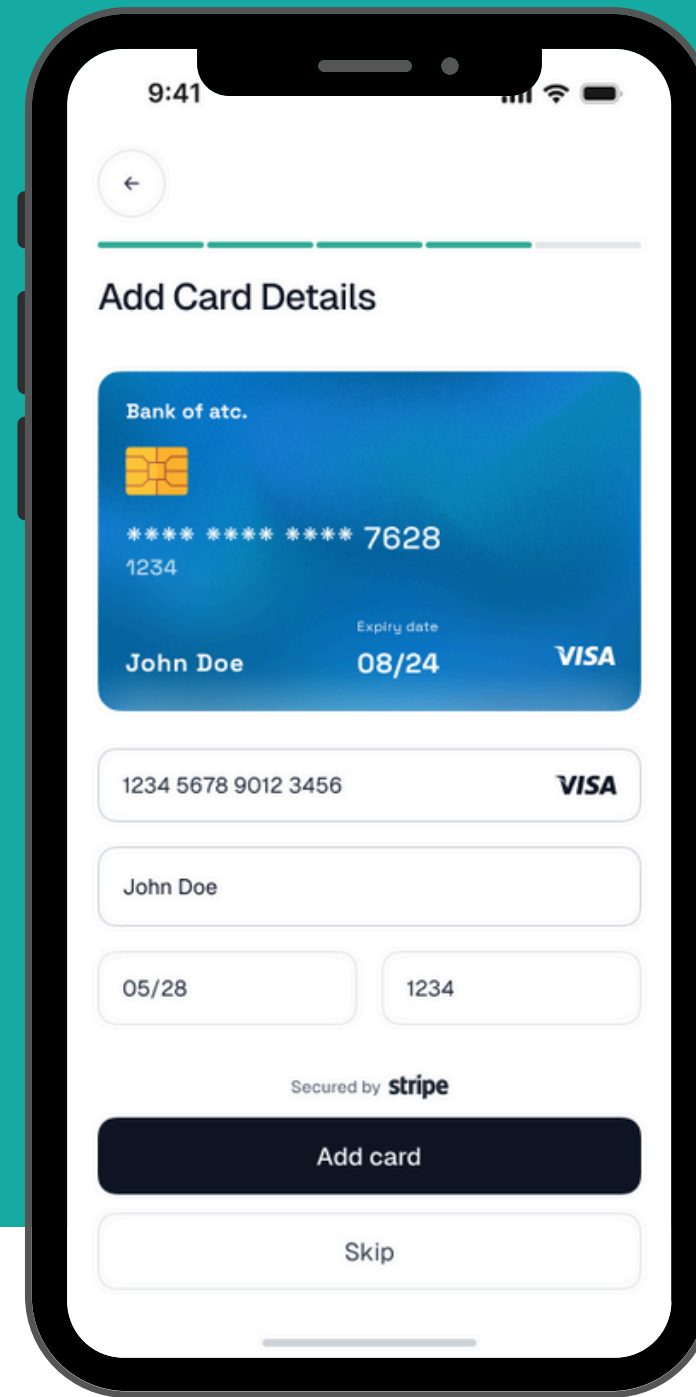 9:41
Add Card Details
Bank of atc.
**** **** **** 7628
1234
Expiry date
John Doe 08/24 VISA
1234 5678 9012 3456 VISA
John Doe
05/28 1234
Secured by stripe
Add card
Skip